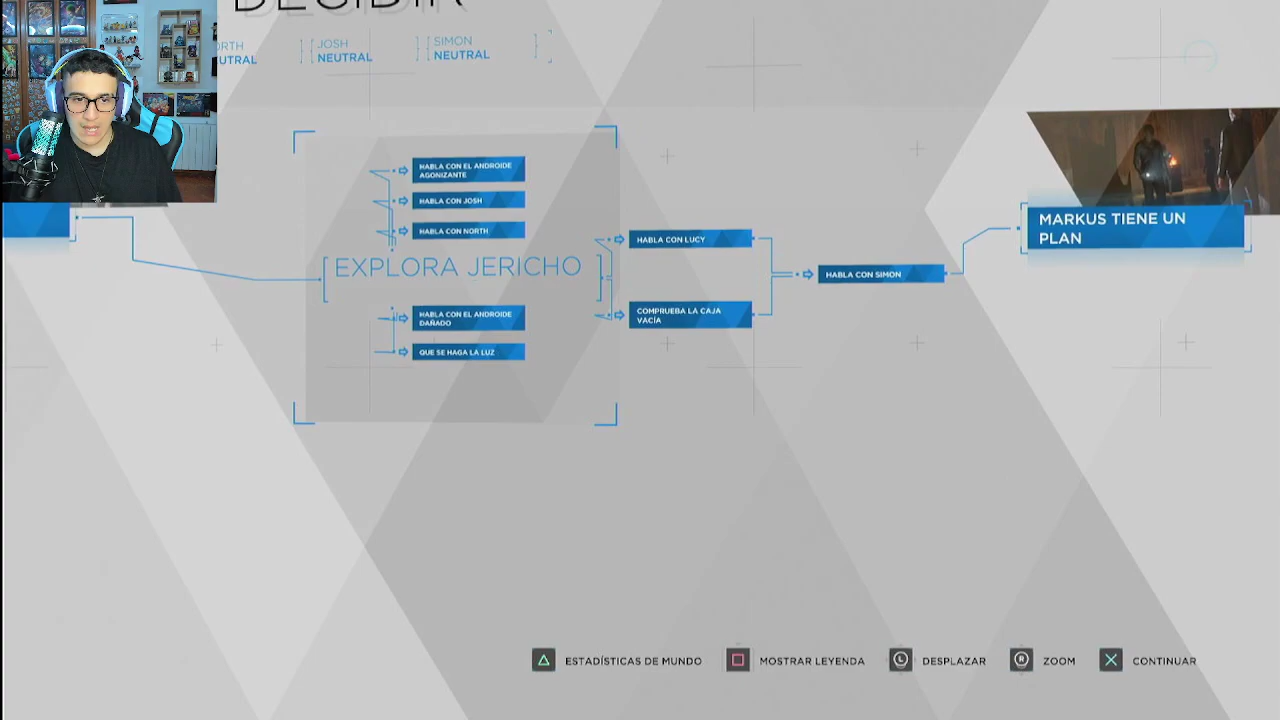 DECIDIR
ORTH
UTRAL
JOSH
NEUTRAL
SIMON
NEUTRAL
HABLA CON EL ANDROIDE
AGONIZANTE
HABLA CON JOSH
HABLA CON NORTH
EXPLORA JERICHO
HABLA CON EL ANDROIDE
DAÑADO
QUE SE HAGA LA LUZ
HABLA CON LUCY
COMPRUEBA LA CAJA
VACÍA
HABLA CON SIMON
MARKUS TIENE UN
PLAN
ESTADÍSTICAS DE MUNDO
MOSTRAR LEYENDA
L
DESPLAZAR
R
ZOOM
CONTINUAR